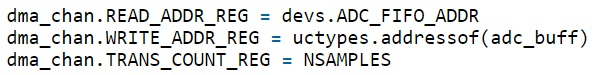 dma_chan.READ_ADDR_REG = devs.ADC_FIFO_ADDR
dma_chan.WRITE_ADDR_REG = uctypes.addressof(adc_buff)
dma_chan.TRANS_COUNT_REG = NSAMPLES